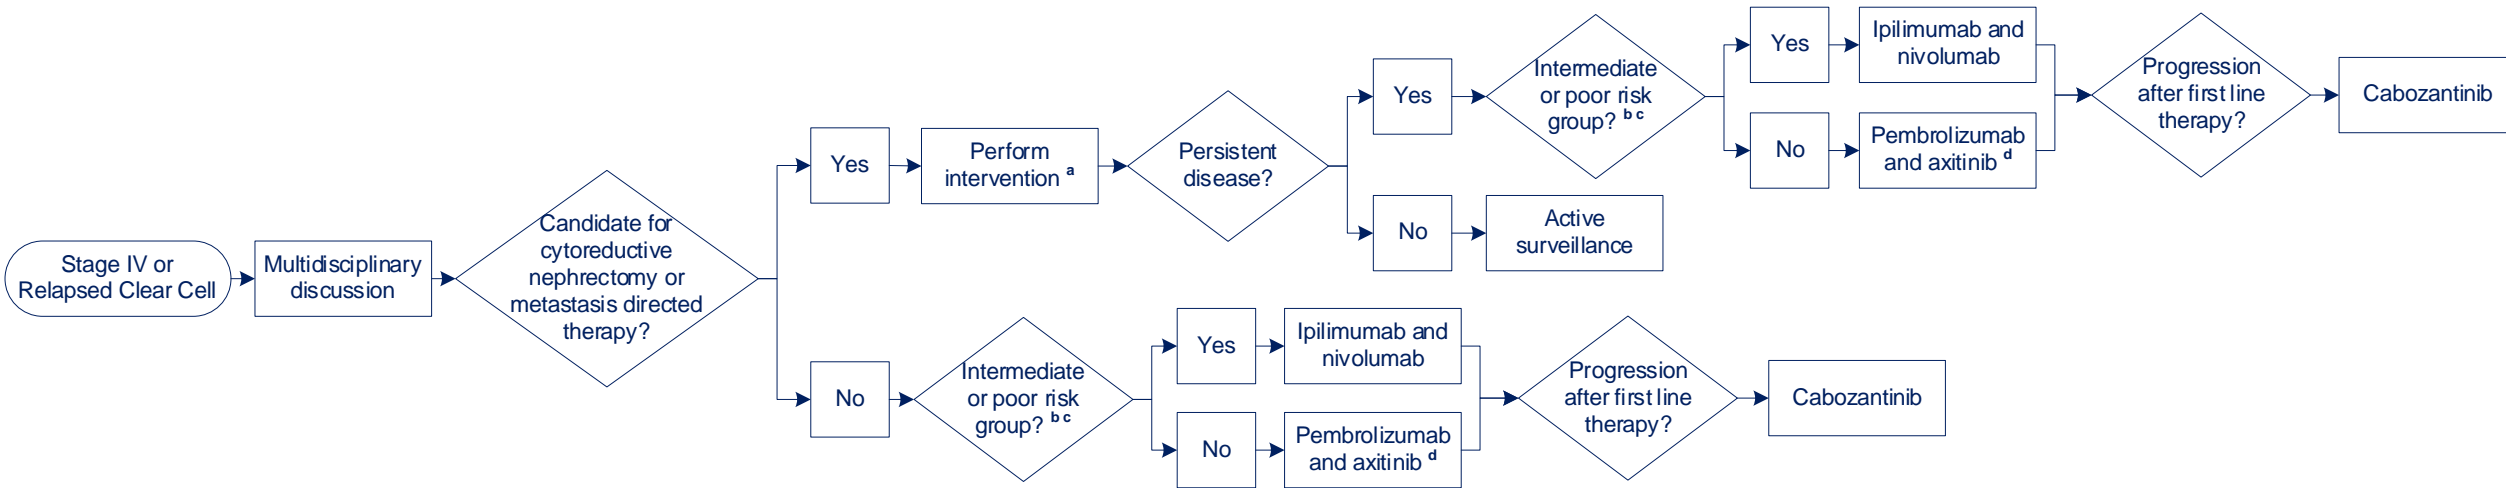 Stage IV or
Relapsed Clear Cell
Multidisciplinary
discussion
Candidate for
cytoreductive
nephrectomy or
metastasis directed
therapy?
Yes
Perform
intervention a
Persistent
disease?
Yes
Intermediate
or poor risk
group? b c
Yes
Ipilimumab and
nivolumab
No
Pembrolizumab
and axitinib d
Progression
after first line
therapy?
Cabozantinib
No
Active
surveillance
No
Intermediate
or poor risk
group? b c
Yes
Ipilimumab and
nivolumab
No
Pembrolizumab
and axitinib d
Progression
after first line
therapy?
Cabozantinib